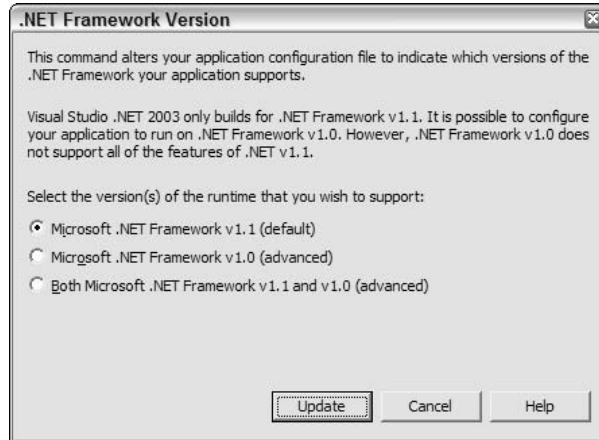 .NET Framework Version
This command alters your application configuration file to indicate which versions of the
.NET Framework your application supports.
Visual Studio .NET 2003 only builds for .NET Framework v1.1. It is possible to configure
your application to run on .NET Framework v1.0. However, .NET Framework v1.0 does
not support all of the features of .NET v1.1.
Select the version(s) of the runtime that you wish to support:
Microsoft .NET Framework v1.1 (default)
Microsoft .NET Framework v1.0 (advanced)
Both Microsoft .NET Framework v1.1 and v1.0 (advanced)
Update Cancel Help